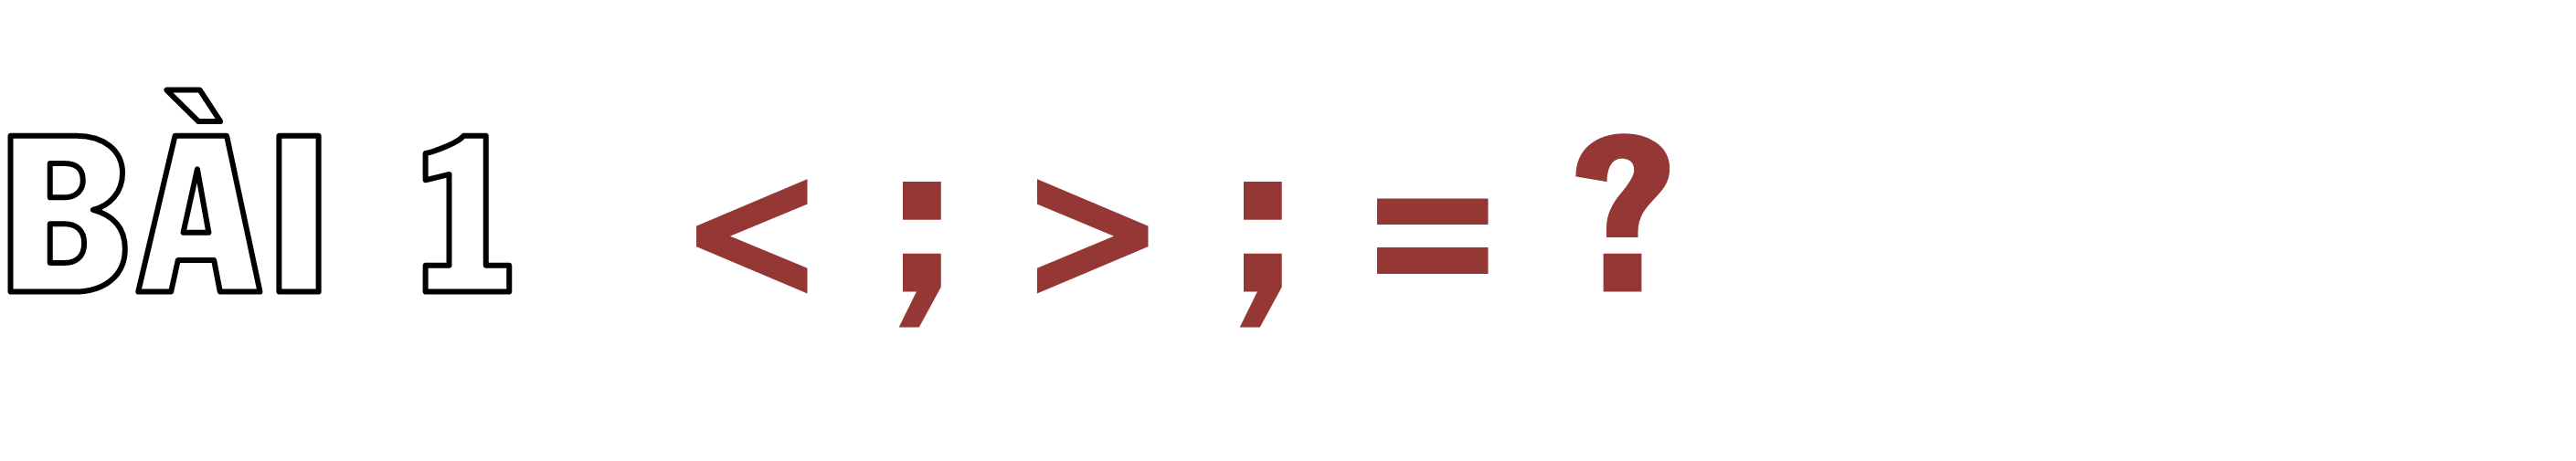 BÀI 1 < ; > ; = ?